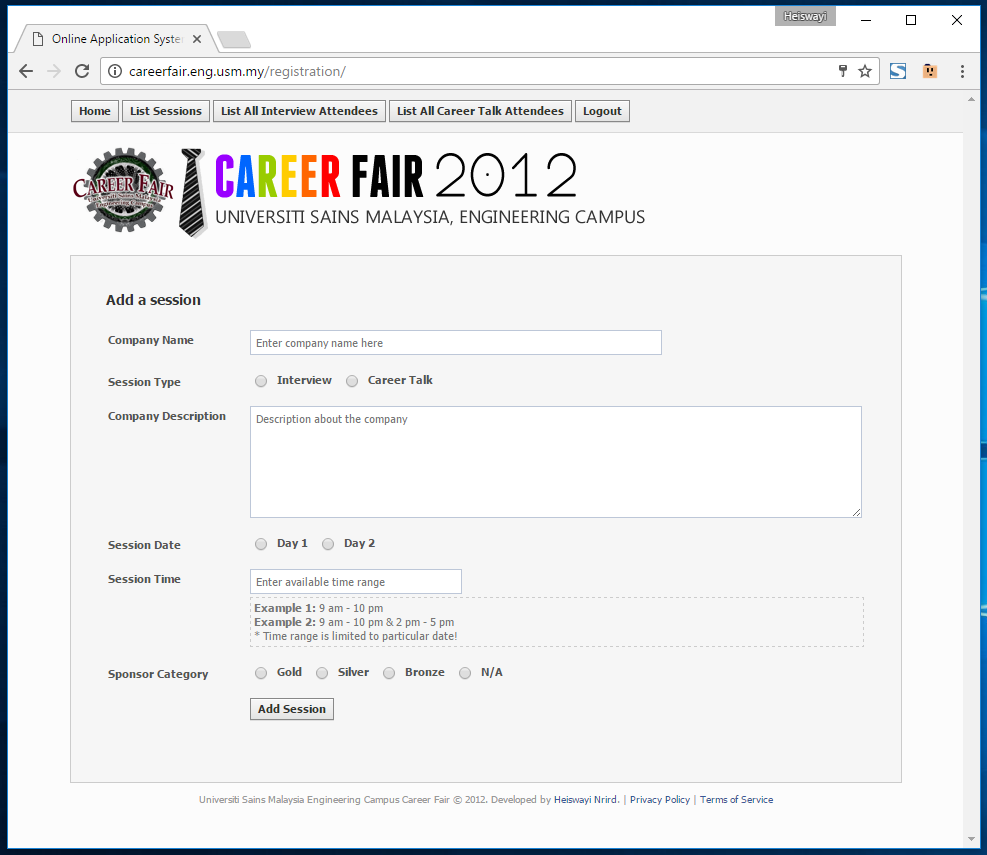 Heiswayi
Online Application Syste
careerfair.eng.usm.my/registration/
Home List Sessions List All Interview Attendees List All Career Talk Attendees Logout
CAREER FAIR
CAREER FAIR 2012
UNIVERSITI SAINS MALAYSIA, ENGINEERING CAMPUS
Add a session
Company Name Enter company name here
Session Type Interview Career Talk
Company Description Description about the company
Session Date Day 1 Day 2
Session Time Enter available time range
Example 1: 9 am - 10 pm
Example 2: 9 am - 10 pm & 2 pm - 5 pm
* Time range is limited to particular date!
Sponsor Category Gold Silver Bronze N/A
Add Session
Universiti Sains Malaysia Engineering Campus Career Fair © 2012. Developed by Heiswayi Nrird. | Privacy Policy | Terms of Service